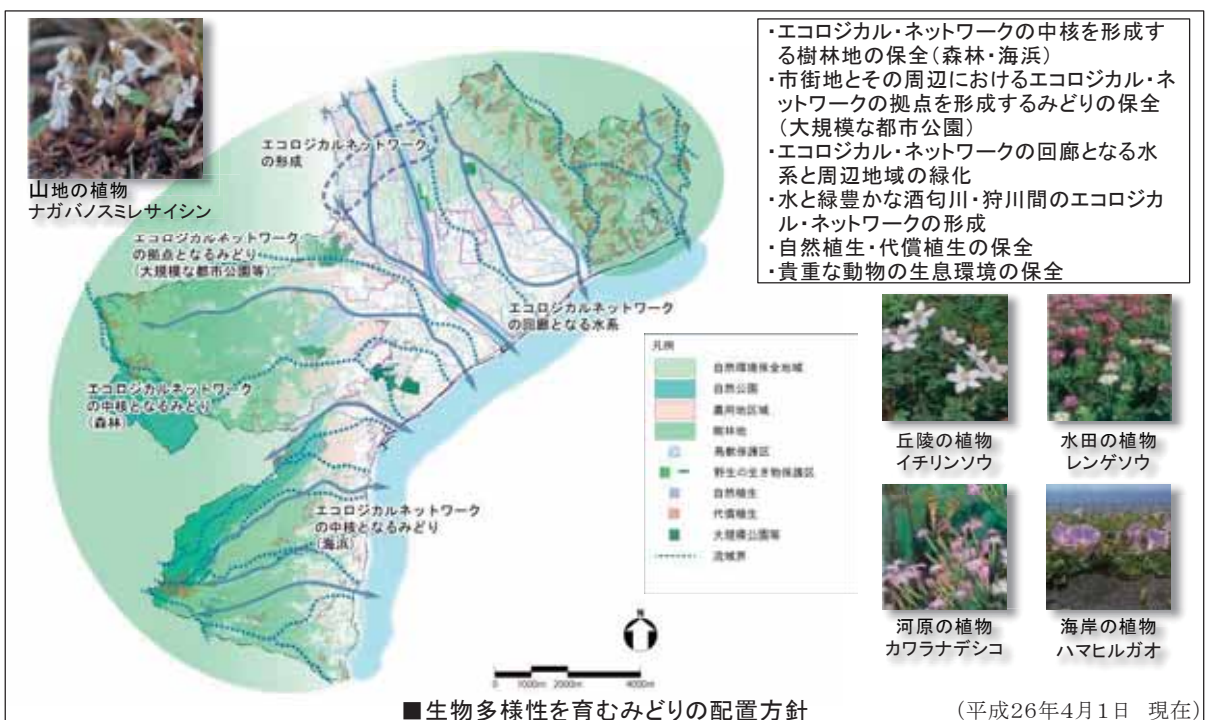 ・エコロジカル・ネットワークの中核を形成す
る樹林地の保全（森林・海浜）
・市街地とその周辺におけるエコロジカル・ネ
ットワークの拠点を形成するみどりの保全
（大規模な都市公園）
・エコロジカル・ネットワークの回廊となる水
系と周辺地域の緑化
・水と緑豊かな酒匂川・狩川間のエコロジカ
ル・ネットワークの形成
・自然植生・代償植生の保全
・貴重な動物の生息環境の保全
山地の植物
ナガバノスミレサイシン
エコロジカルネットワーク
の形成
エコロジカルネットワーク
の拠点となるみどり
（大規模な都市公園等）
エコロジカルネットワーク
の回廊となる水系
エコロジカルネットワーク
の中核となるみどり
（森林）
エコロジカルネットワーク
の中核となるみどり
（海浜）
凡例
自然環境保全地域
自然公園
農用地区域
樹林地
鳥獣保護区
野生の生き物保護区
自然植生
代償植生
大規模公園等
流域界
N
0 1000m 2000m 4000m
丘陵の植物
イチリンソウ
水田の植物
レンゲソウ
河原の植物
カワラナデシコ
海岸の植物
ハマヒルガオ
■生物多様性を育むみどりの配置方針
（平成26年4月1日 現在）